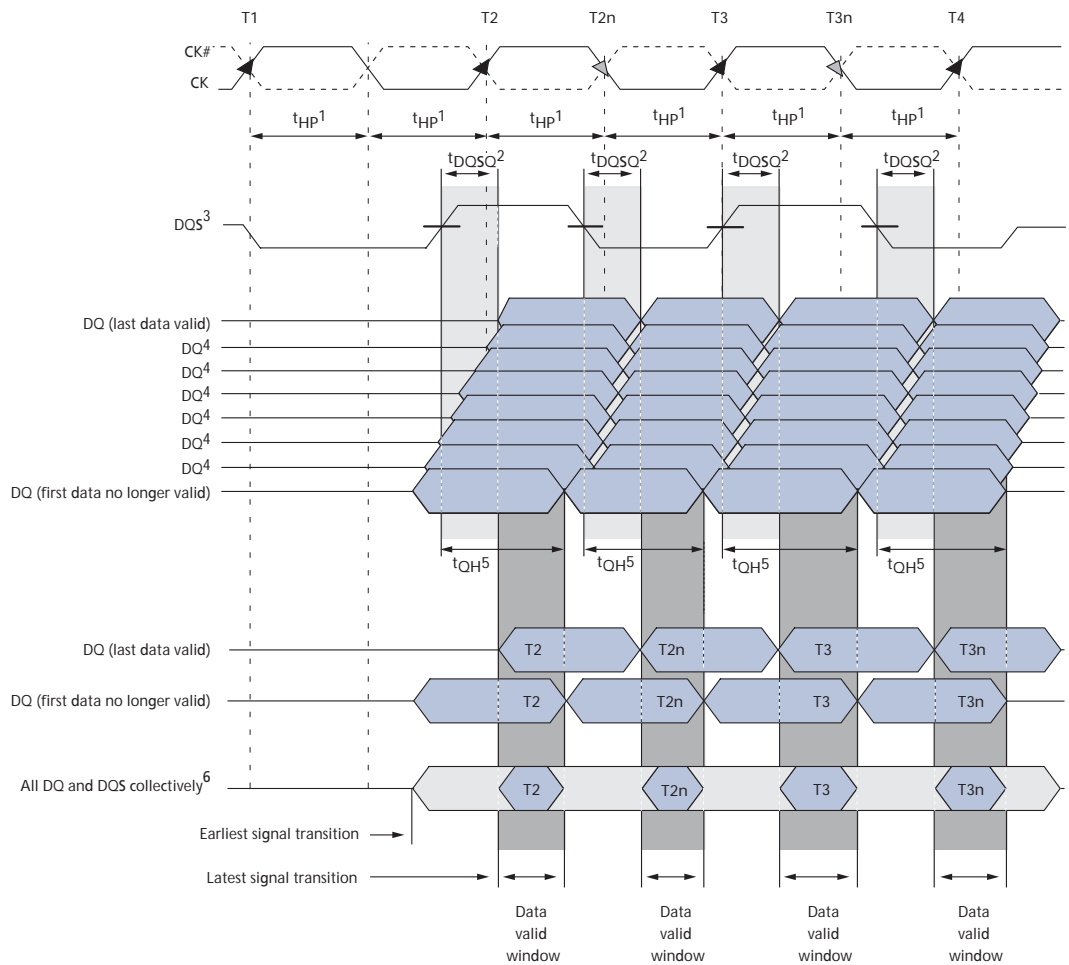 T1 T2 T2n T3 T3n T4
CK#
CK
tHP1 tHP1 tHP1 tHP1 tHP1 tHP1
tDQSQ2 tDQSQ2 tDQSQ2 tDQSQ2
DQS3
DQ (last data valid)
DQ4
DQ4
DQ4
DQ4
DQ4
DQ4
DQ (first data no longer valid)
tQH5 tQH5 tQH5 tQH5
DQ (last data valid) T2 T2n T3 T3n
DQ (first data no longer valid) T2 T2n T3 T3n
All DQ and DQS collectively6 T2 T2n T3 T3n
Earliest signal transition
Latest signal transition
Data Data Data Data
valid valid valid valid
window window window window